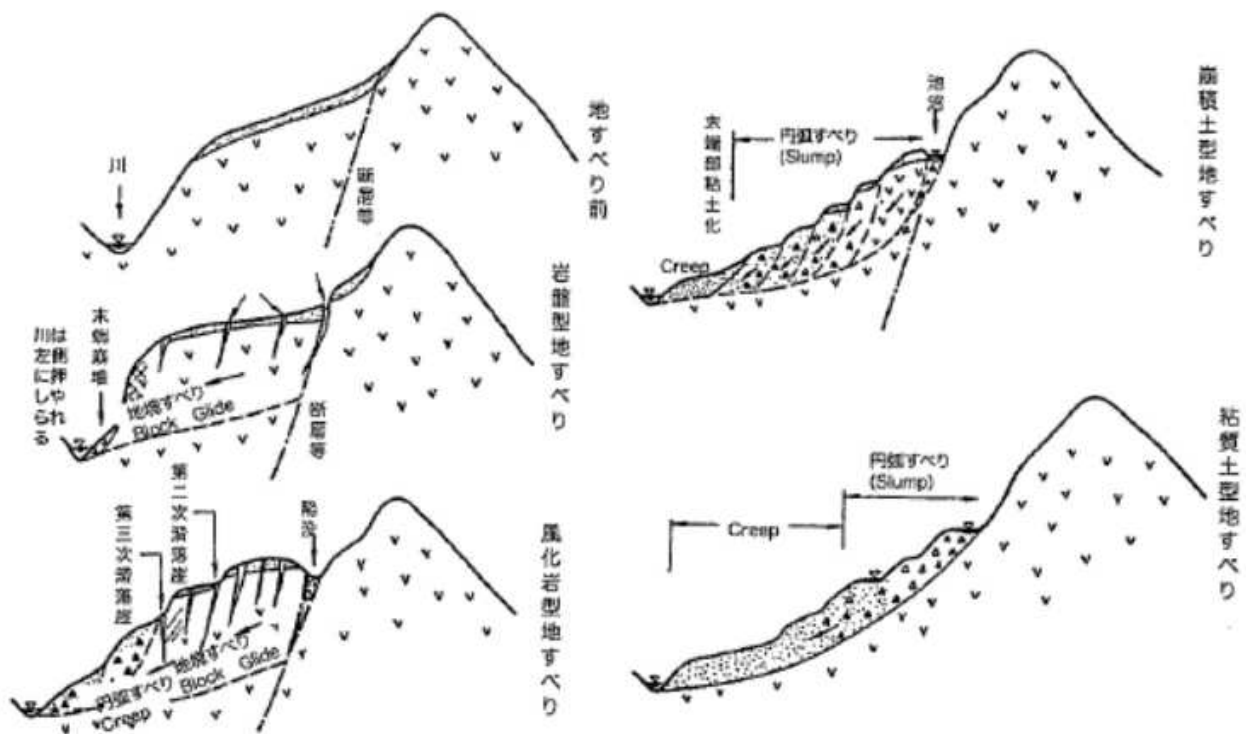 地すべり前
川
断層等
岩盤型地すべり
末端崩壊
川は左側に押しやられる
地塊すべり
Block Glide
断層等
風化岩型地すべり
第三次滑落崖
第二次滑落崖
陥没
地塊すべり
Block Glide
円弧すべり
Creep
崩積土型地すべり
末端部粘土化
円弧すべり
(Slump)
池沼
Creep
粘質土型地すべり
円弧すべり
(Slump)
Creep